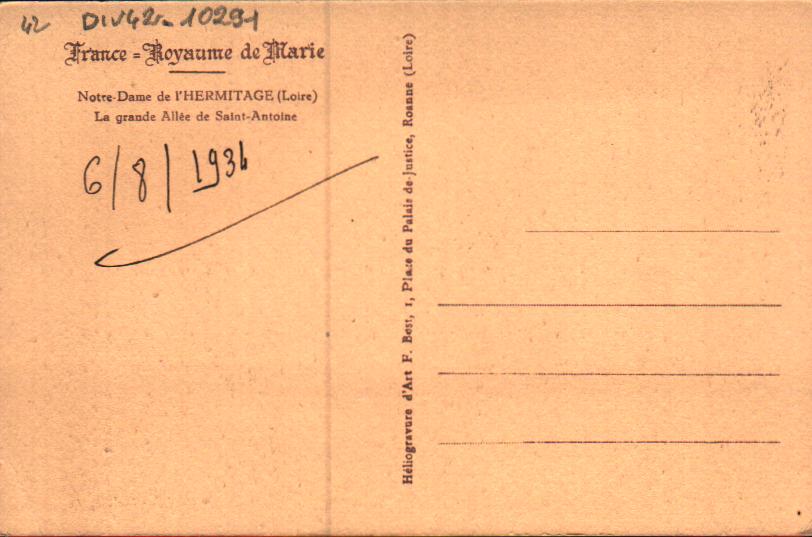 42 DIV42- 10291
France=Royaume de Marie
Notre-Dame de l'HERMITAGE (Loire)
La grande Allée de Saint-Antoine
6/8/1934
Héliogravure d'Art F. Best, 1, Place du Palais de-Justice, Roanne (Loire)